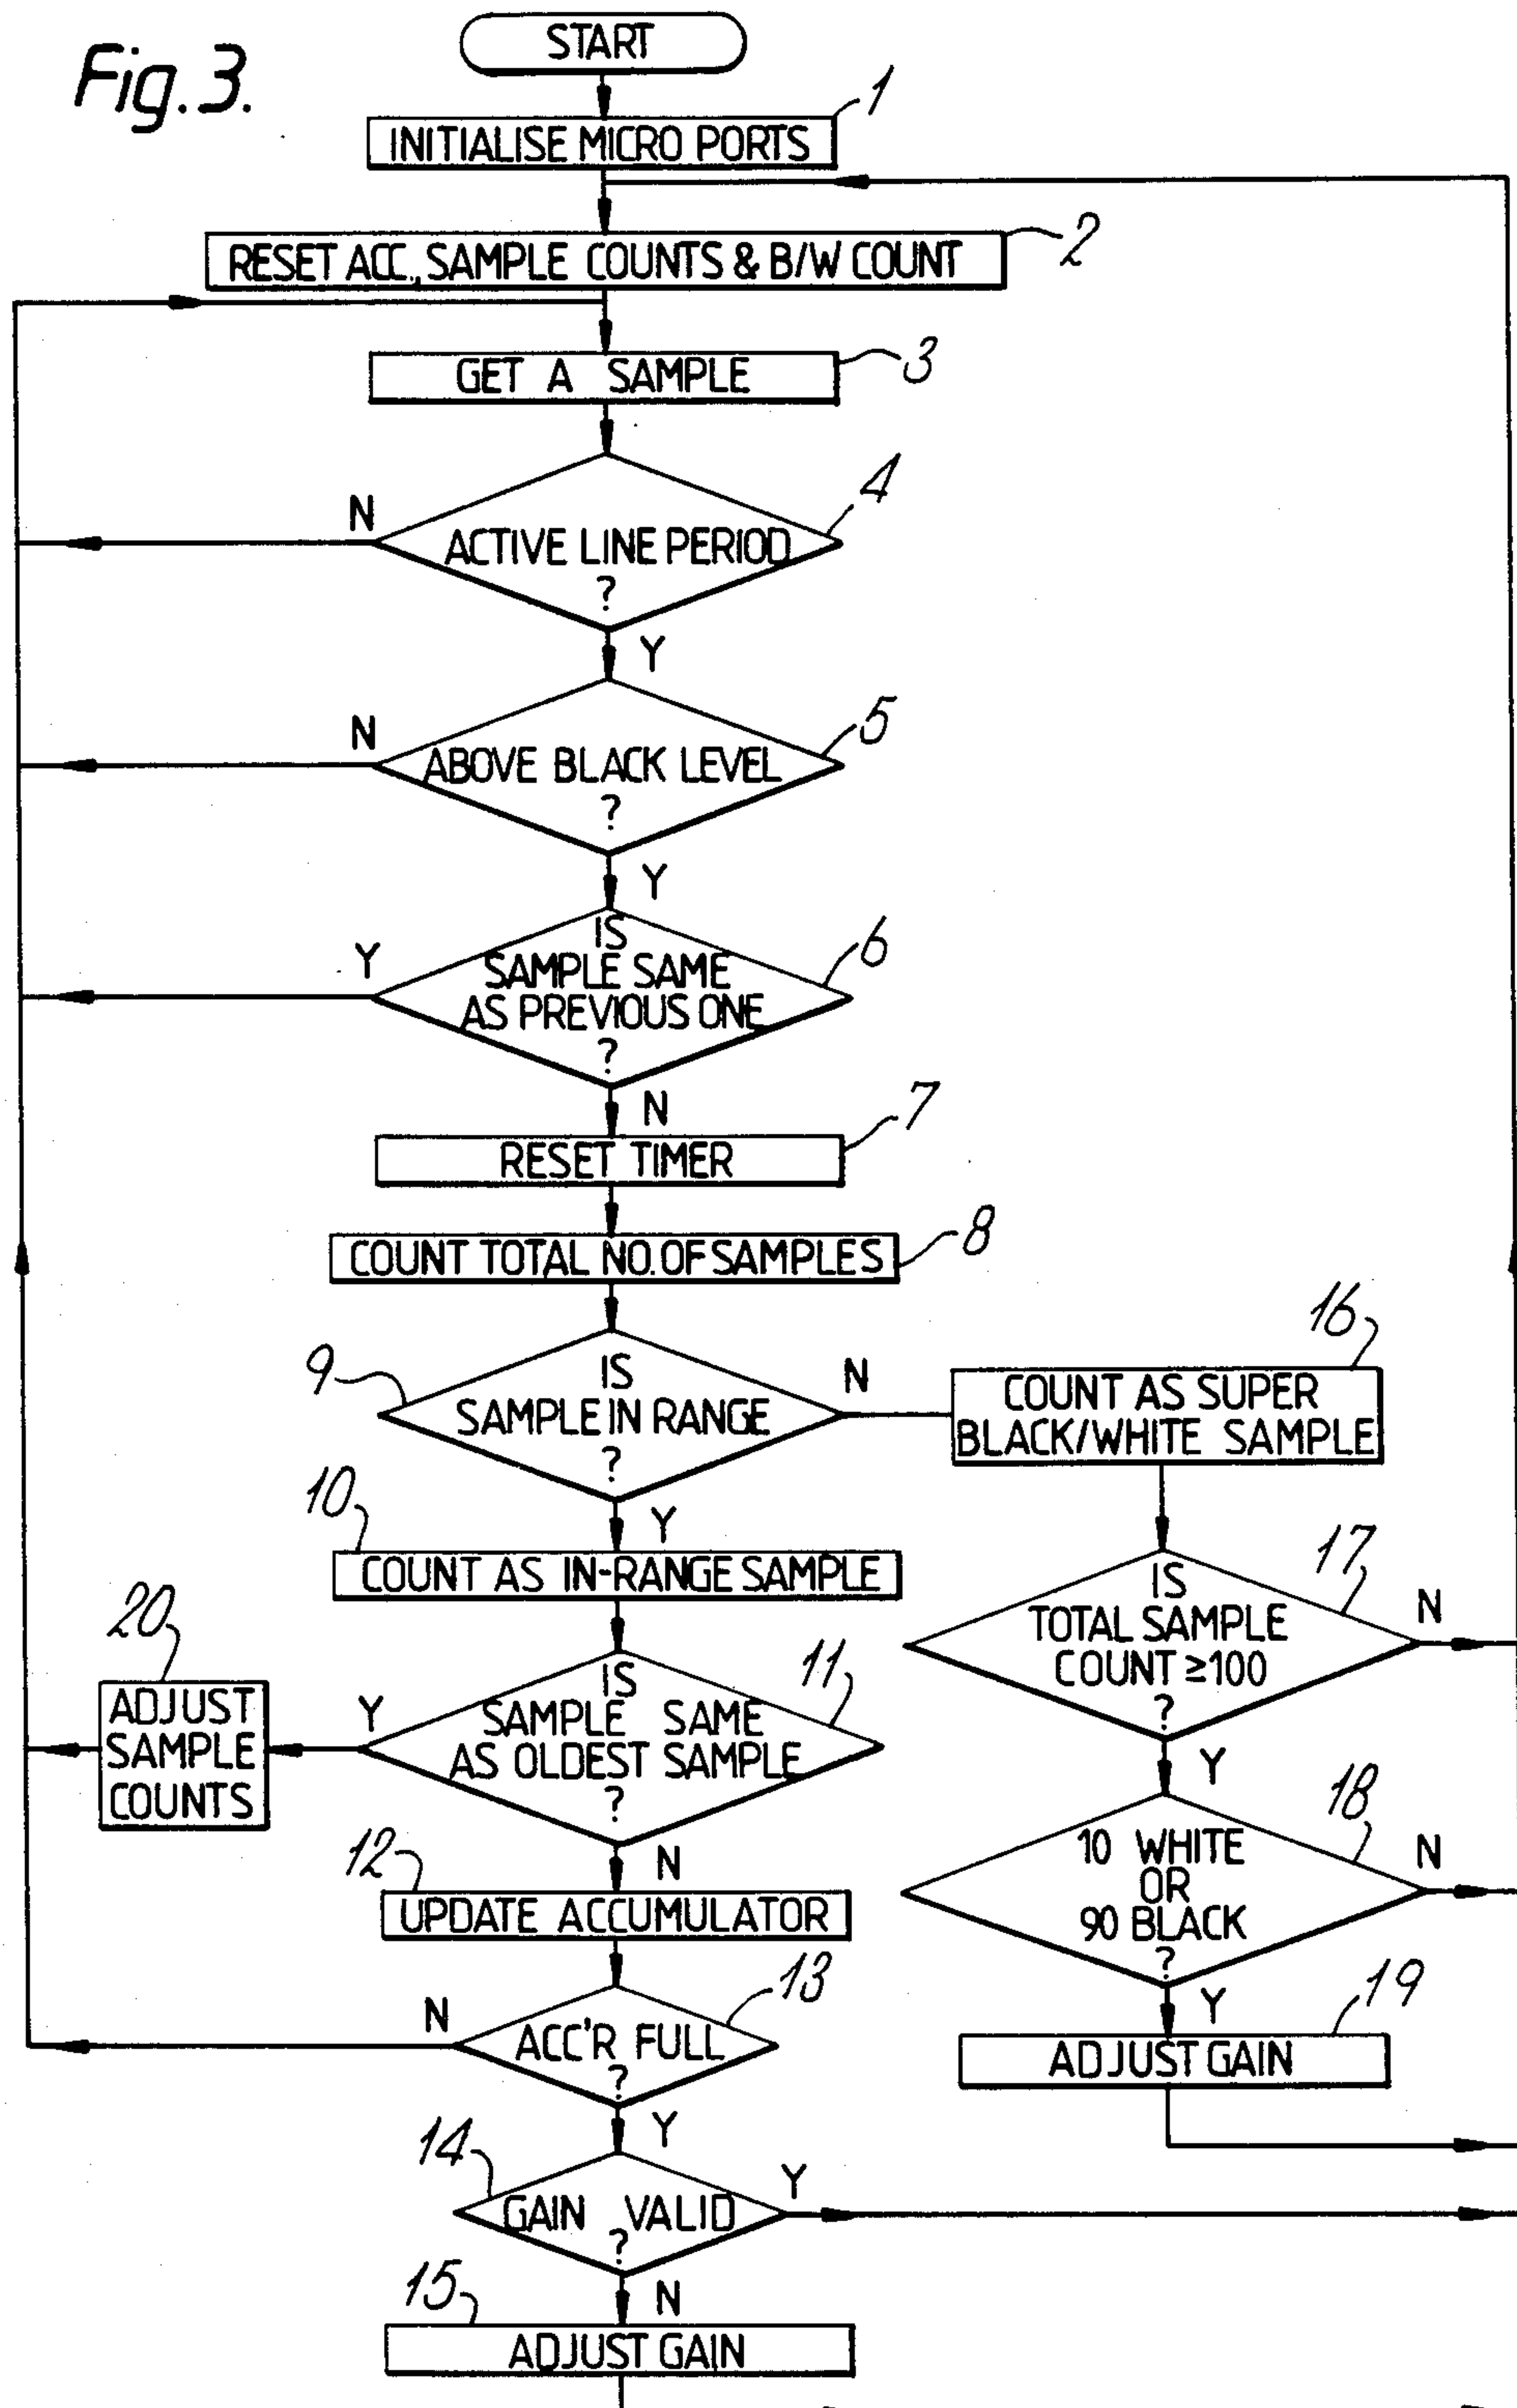 Fig.3.
START
1
INITIALISE MICRO PORTS
2
RESET ACC., SAMPLE COUNTS & B/W COUNT
3
GET A SAMPLE
4
N
ACTIVE LINE PERIOD
?
Y
5
N
ABOVE BLACK LEVEL
?
Y
6
Y
IS
SAMPLE SAME
AS PREVIOUS ONE
?
N
7
RESET TIMER
8
COUNT TOTAL NO. OF SAMPLES
9
IS
SAMPLE IN RANGE
?
N
16
COUNT AS SUPER
BLACK/WHITE SAMPLE
Y
10
COUNT AS IN-RANGE SAMPLE
17
IS
TOTAL SAMPLE
COUNT ≥100
?
N
Y
20
ADJUST
SAMPLE
COUNTS
11
Y
IS
SAMPLE SAME
AS OLDEST SAMPLE
?
N
18
10 WHITE
OR
90 BLACK
?
N
Y
12
UPDATE ACCUMULATOR
19
ADJUST GAIN
13
N
ACC'R FULL
?
Y
14
GAIN VALID
?
Y
N
15
ADJUST GAIN